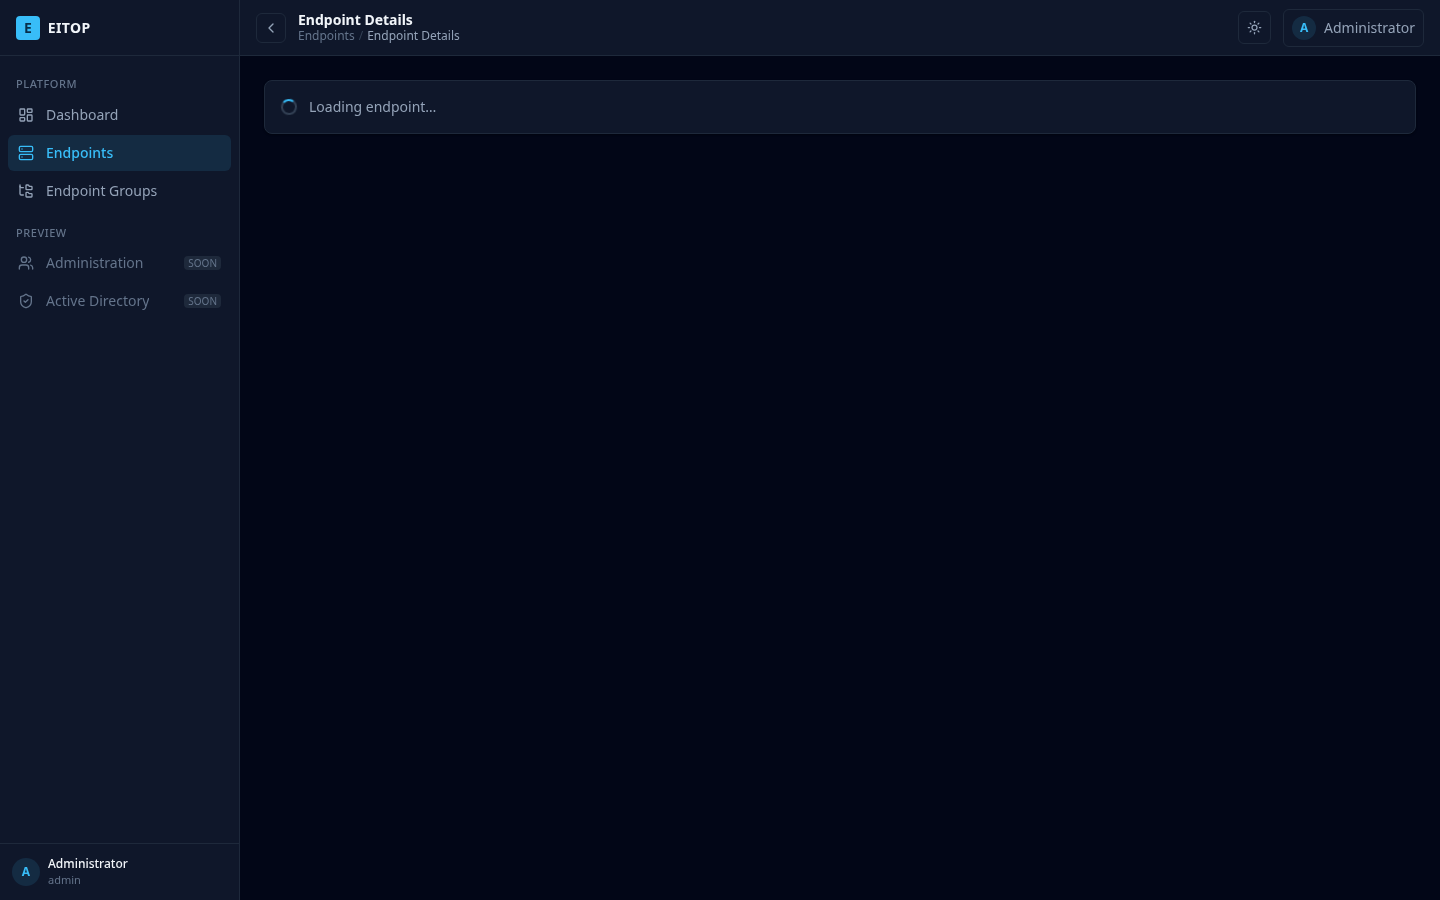 E EITOP
Endpoint Details
Endpoints / Endpoint Details
A Administrator
PLATFORM
Dashboard
Endpoints
Endpoint Groups
PREVIEW
Administration SOON
Active Directory SOON
Loading endpoint...
A Administrator
admin